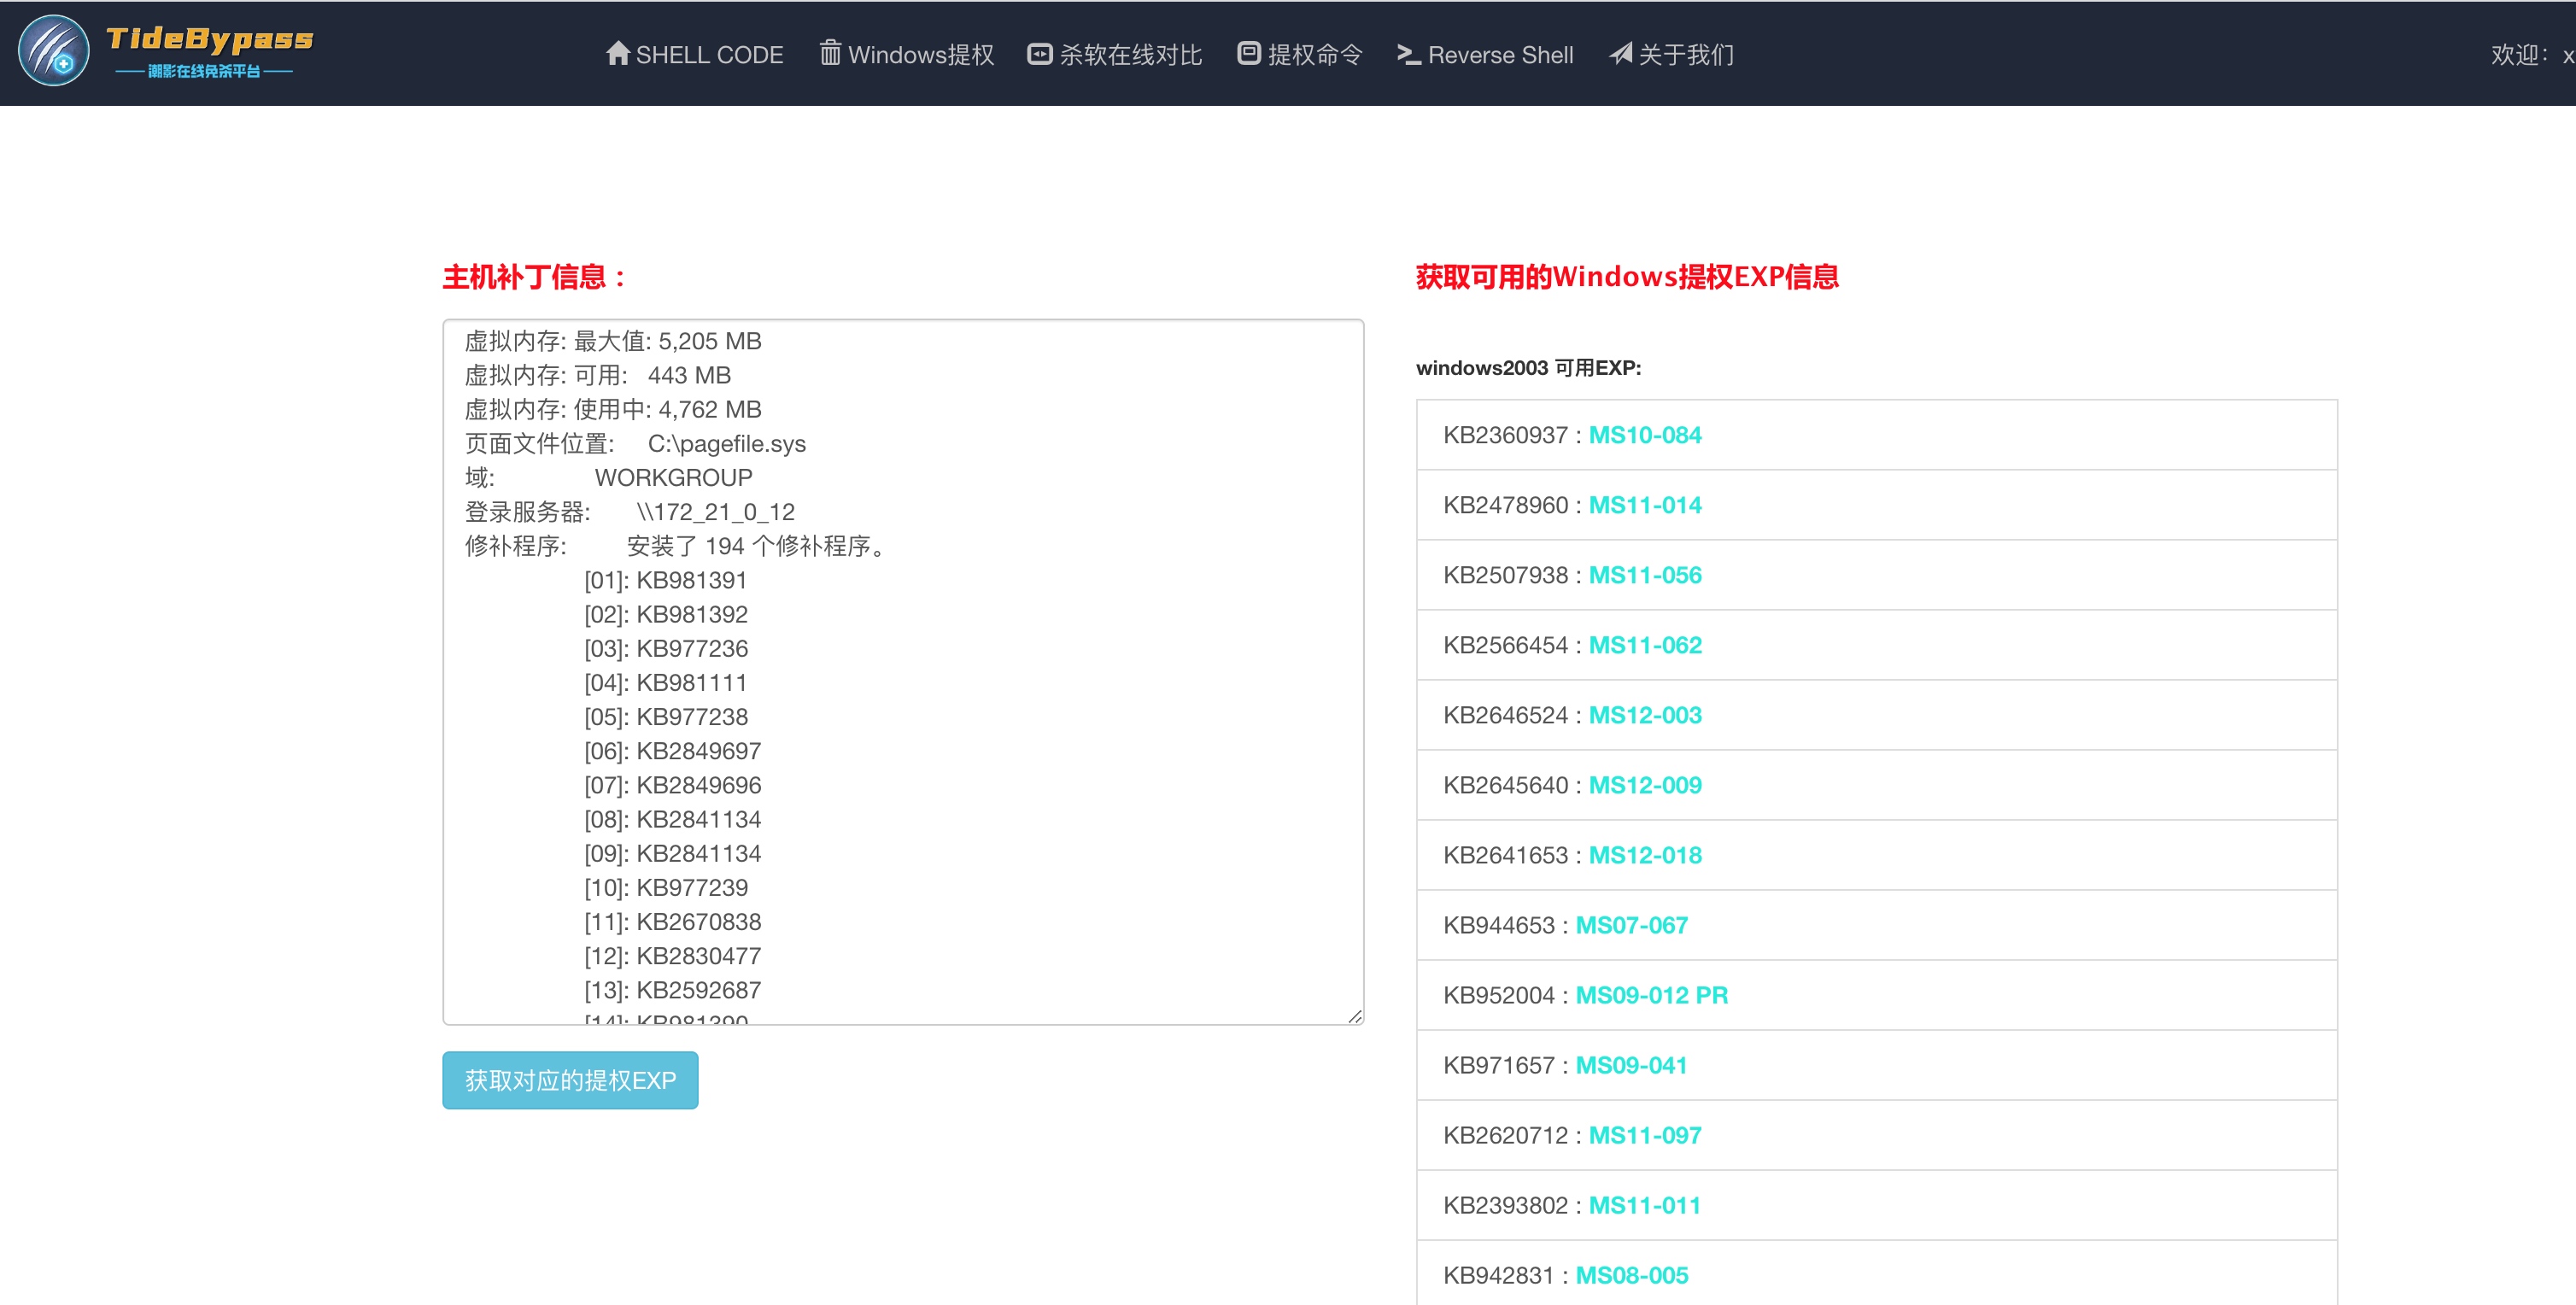 TideBypass
潮影在线免杀平台
SHELL CODE
Windows提权
杀软在线对比
提权命令
Reverse Shell
关于我们
欢迎：x
主机补丁信息：
虚拟内存: 最大值: 5,205 MB
虚拟内存: 可用: 443 MB
虚拟内存: 使用中: 4,762 MB
页面文件位置: C:\pagefile.sys
域: WORKGROUP
登录服务器: \\172_21_0_12
修补程序: 安装了 194 个修补程序。
[01]: KB981391
[02]: KB981392
[03]: KB977236
[04]: KB981111
[05]: KB977238
[06]: KB2849697
[07]: KB2849696
[08]: KB2841134
[09]: KB2841134
[10]: KB977239
[11]: KB2670838
[12]: KB2830477
[13]: KB2592687
[14]: KB981390
获取对应的提权EXP
获取可用的Windows提权EXP信息
windows2003 可用EXP:
KB2360937 : MS10-084
KB2478960 : MS11-014
KB2507938 : MS11-056
KB2566454 : MS11-062
KB2646524 : MS12-003
KB2645640 : MS12-009
KB2641653 : MS12-018
KB944653 : MS07-067
KB952004 : MS09-012 PR
KB971657 : MS09-041
KB2620712 : MS11-097
KB2393802 : MS11-011
KB942831 : MS08-005